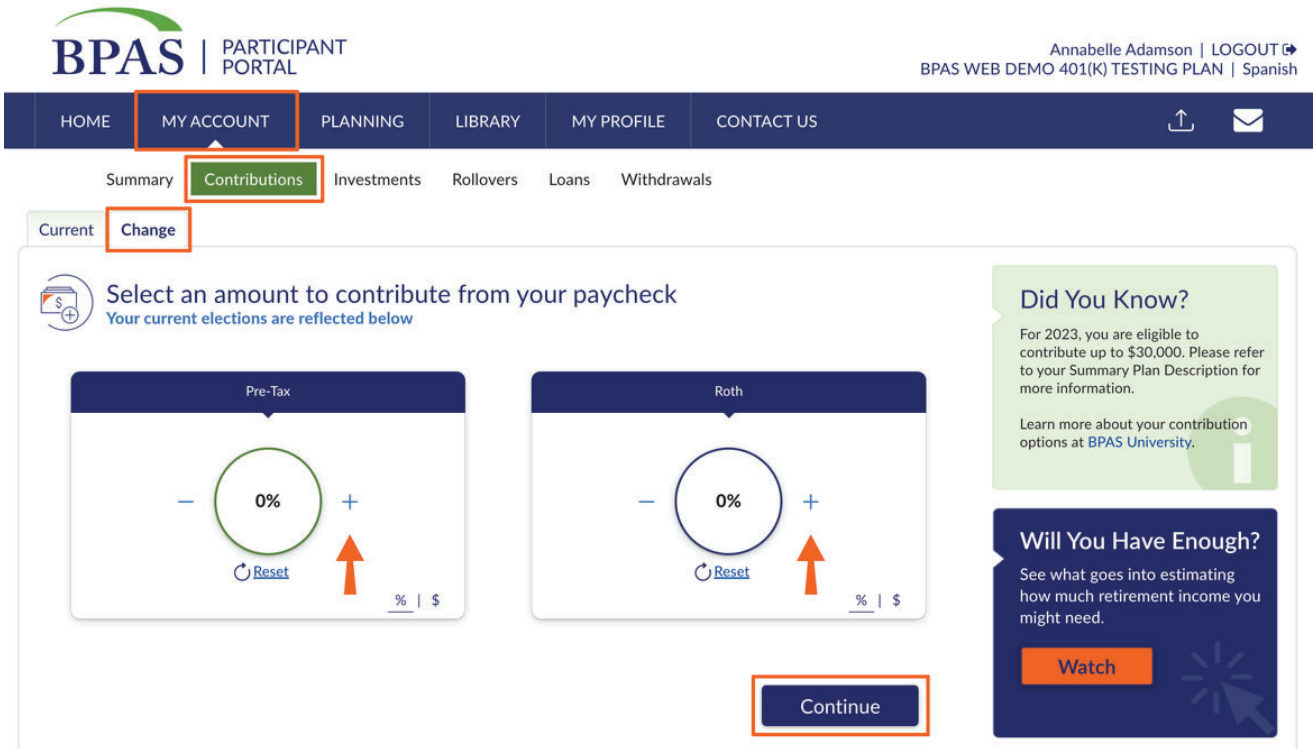 BPAS | PARTICIPANT PORTAL
Annabelle Adamson | LOGOUT
BPAS WEB DEMO 401(K) TESTING PLAN | Spanish
HOME MY ACCOUNT PLANNING LIBRARY MY PROFILE CONTACT US
Summary Contributions Investments Rollovers Loans Withdrawals
Current Change
Select an amount to contribute from your paycheck
Your current elections are reflected below
Pre-Tax
− 0% +
Reset
% | $
Roth
− 0% +
Reset
% | $
Continue
Did You Know?
For 2023, you are eligible to
contribute up to $30,000. Please refer
to your Summary Plan Description for
more information.
Learn more about your contribution
options at BPAS University.
Will You Have Enough?
See what goes into estimating
how much retirement income you
might need.
Watch